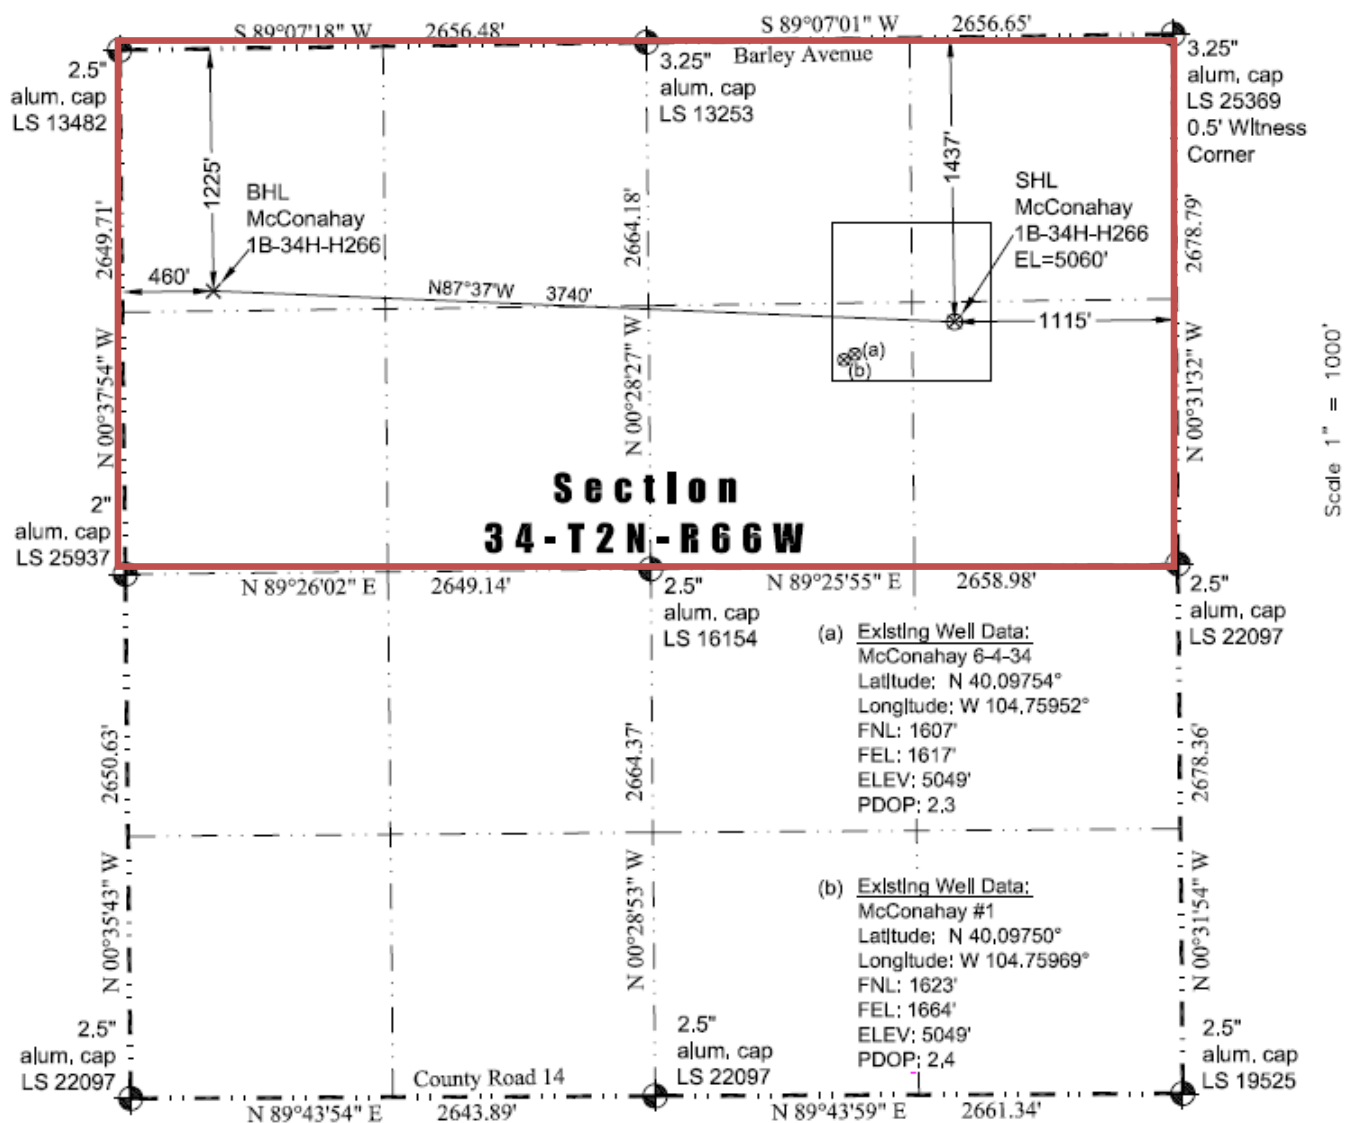 S 89°07'18" W 2656.48'
S 89°07'01" W 2656.65'
Barley Avenue
2.5"
alum. cap
LS 13482
3.25"
alum. cap
LS 13253
3.25"
alum. cap
LS 25369
0.5' Witness
Corner
1225'
1437'
BHL
McConahay
1B-34H-H266
SHL
McConahay
1B-34H-H266
EL=5060'
460'
N87°37'W 3740'
1115'
(a)
(b)
N 00°37'54" W 2649.71'
N 00°28'27" W 2664.18'
N 00°31'32" W 2678.79'
Scale 1" = 1000'
Section
34-T2N-R66W
2"
alum. cap
LS 25937
N 89°26'02" E 2649.14'
N 89°25'55" E 2658.98'
2.5"
alum. cap
LS 16154
2.5"
alum. cap
LS 22097
(a) Existing Well Data:
McConahay 6-4-34
Latitude: N 40.09754°
Longitude: W 104.75952°
FNL: 1607'
FEL: 1617'
ELEV: 5049'
PDOP: 2.3
N 00°35'43" W 2650.63'
N 00°28'53" W 2664.37'
N 00°31'54" W 2678.36'
(b) Existing Well Data:
McConahay #1
Latitude: N 40.09750°
Longitude: W 104.75969°
FNL: 1623'
FEL: 1664'
ELEV: 5049'
PDOP: 2.4
2.5"
alum. cap
LS 22097
2.5"
alum. cap
LS 22097
2.5"
alum. cap
LS 19525
County Road 14
N 89°43'54" E 2643.89'
N 89°43'59" E 2661.34'